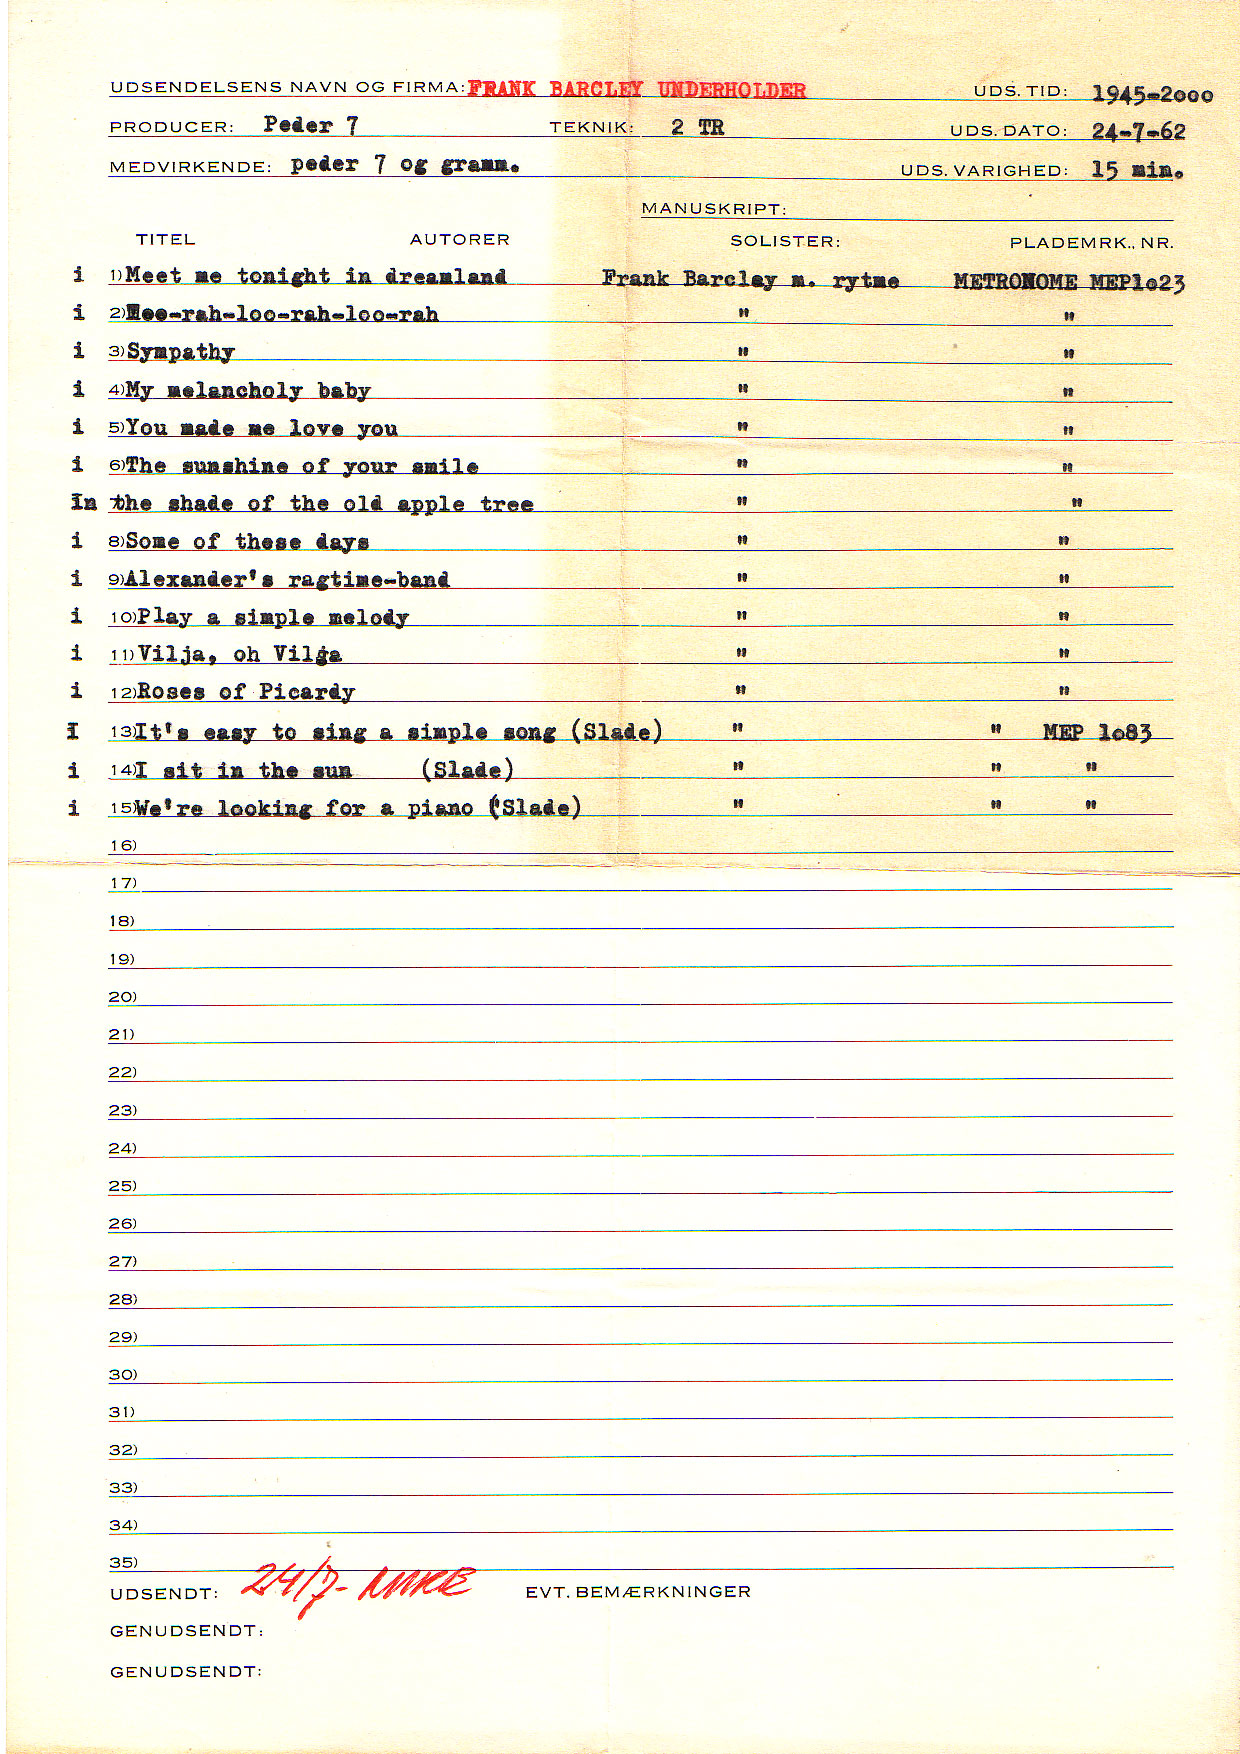 UDSENDELSENS NAVN OG FIRMA: FRANK BARCLEY UNDERHOLDER UDS. TID: 1945-2ooo
PRODUCER: Peder 7 TEKNIK: 2 TR UDS. DATO: 24-7-62
MEDVIRKENDE: peder 7 og gramm. UDS. VARIGHED: 15 min.
MANUSKRIPT:
TITEL AUTORER SOLISTER: PLADEMRK., NR.
i 1) Meet me tonight in dreamland Frank Barcley m. rytme METRONOME MEP1o23
i 2) -rah-loo-rah-loo-rah " "
i 3) Sympathy " "
i 4) My melancholy baby " "
i 5) You made me love you " "
i 6) The sunshine of your smile " "
In the shade of the old apple tree " "
i 8) Some of these days " "
i 9) Alexander's ragtime-band " "
i 10) Play a simple melody " "
i 11) Vilja, oh Vilja " "
i 12) Roses of Picardy " "
I 13) It's easy to sing a simple song (Slade) " " MEP 1o83
i 14) I sit in the sun (Slade) " " "
i 15) We're looking for a piano (Slade) " " "
16)
17)
18)
19)
20)
21)
22)
23)
24)
25)
26)
27)
28)
29)
30)
31)
32)
33)
34)
35)
UDSENDT: 24/7- EVT. BEMÆRKNINGER
GENUDSENDT:
GENUDSENDT: